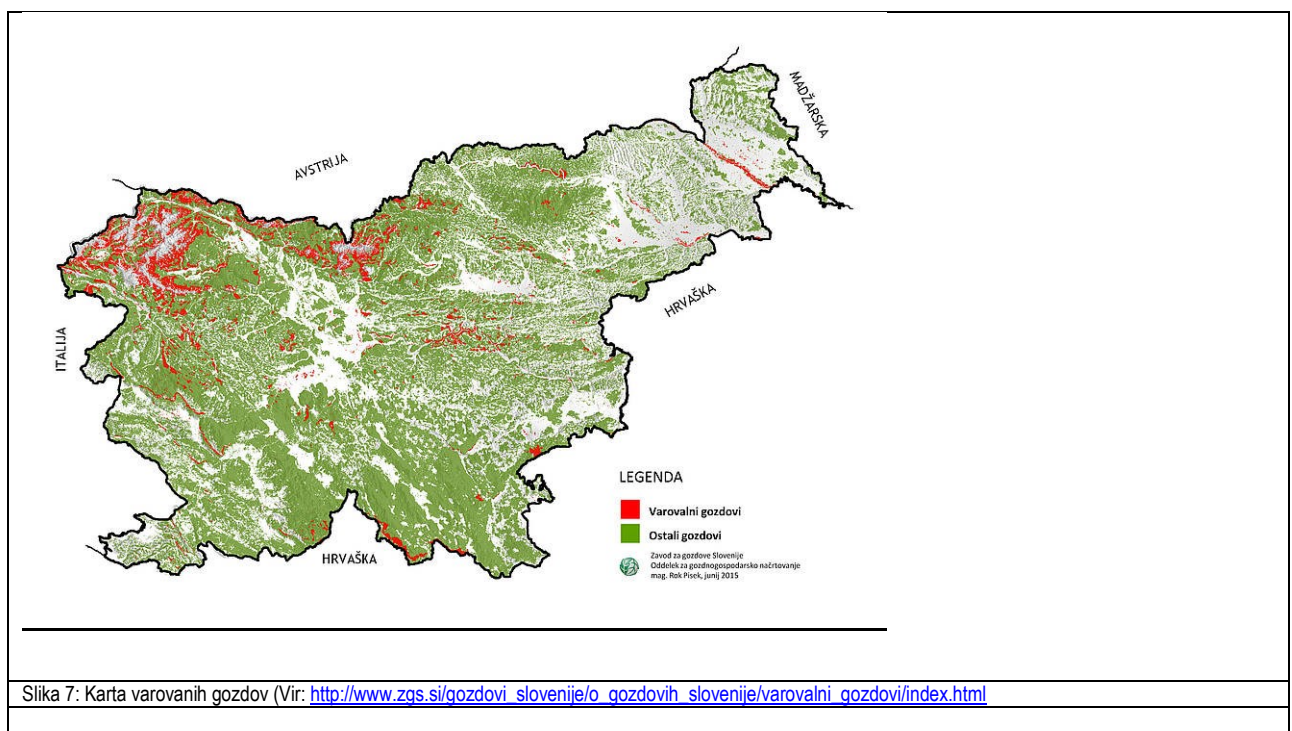 MADŽARSKA
AVSTRIJA
HRVAŠKA
ITALIJA
LEGENDA
Varovalni gozdovi
Ostali gozdovi
Zavod za gozdove Slovenije
Oddelek za gozdnogospodarsko načrtovanje
mag. Rok Pisek, junij 2015
HRVAŠKA
Slika 7: Karta varovanih gozdov (Vir: http://www.zgs.si/gozdovi_slovenije/o_gozdovih_slovenije/varovalni_gozdovi/index.html